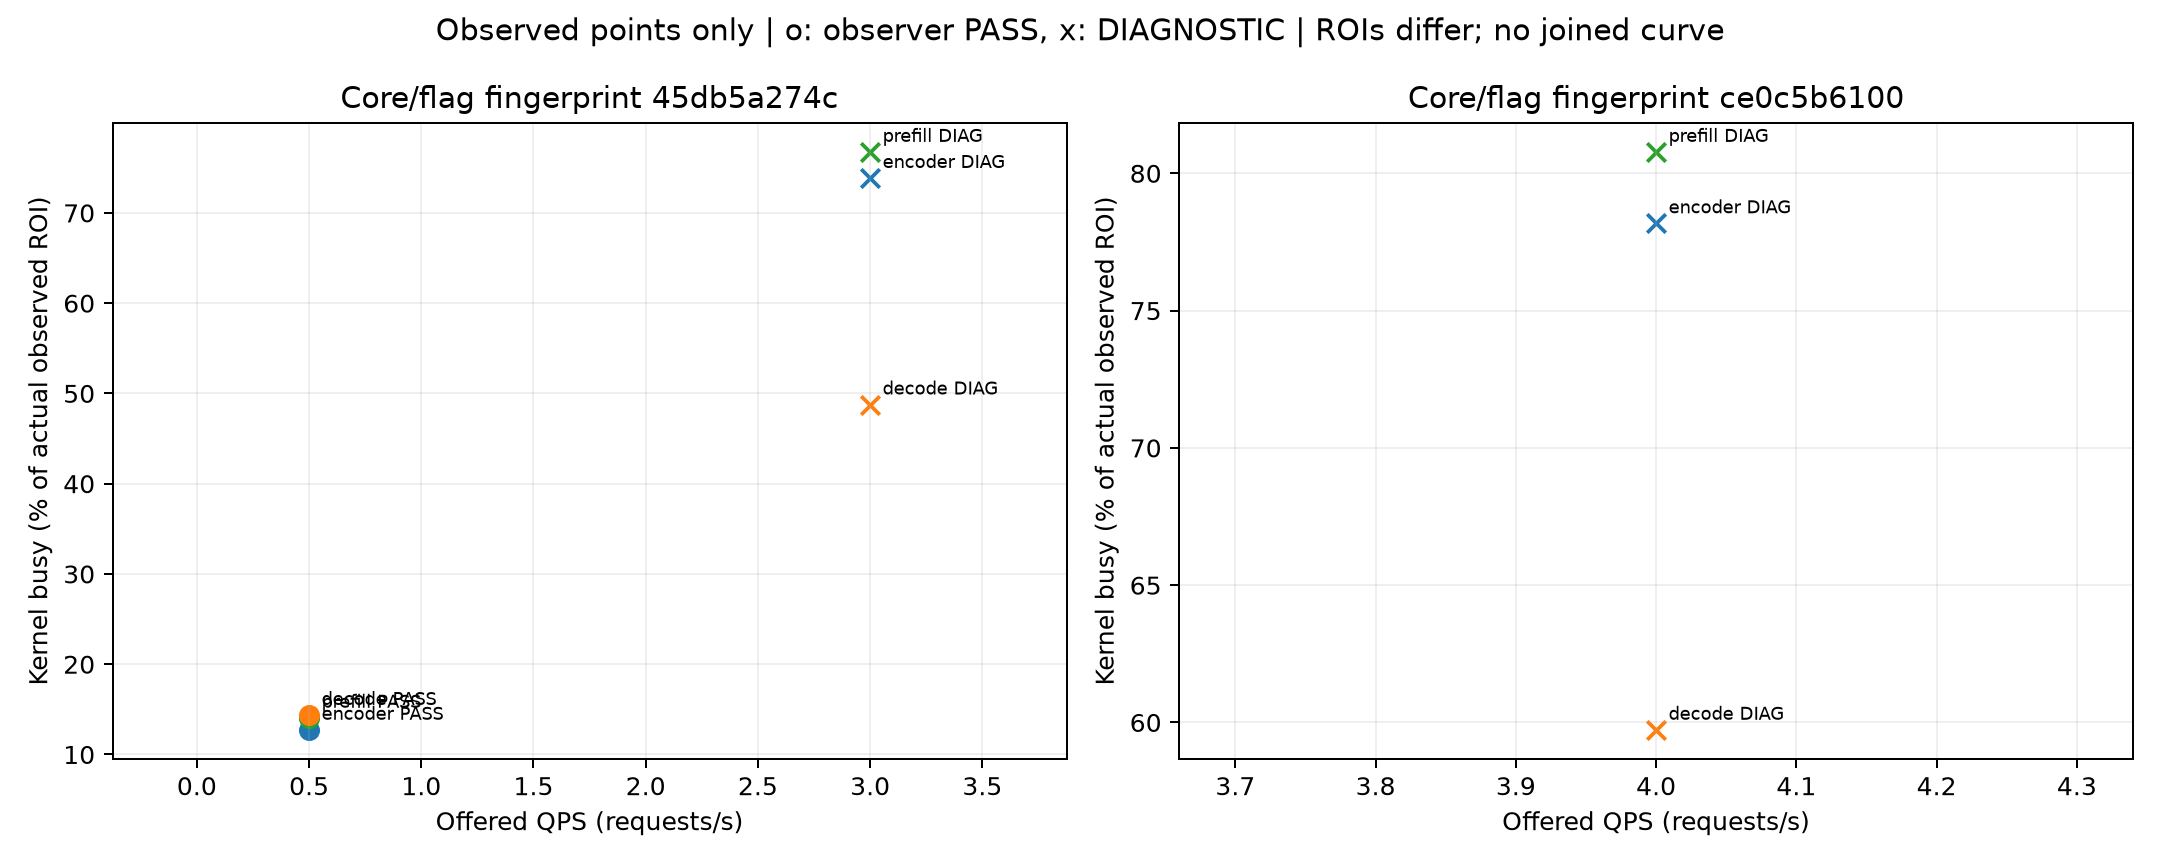 Observed points only | o: observer PASS, x: DIAGNOSTIC | ROIs differ; no joined curve
Core/flag fingerprint 45db5a274c
Kernel busy (% of actual observed ROI)
70
60
50
40
30
20
10
prefill DIAG
encoder DIAG
decode DIAG
decode PASS
prefill PASS
encoder PASS
0.0 0.5 1.0 1.5 2.0 2.5 3.0 3.5
Offered QPS (requests/s)
Core/flag fingerprint ce0c5b6100
Kernel busy (% of actual observed ROI)
80
75
70
65
60
prefill DIAG
encoder DIAG
decode DIAG
3.7 3.8 3.9 4.0 4.1 4.2 4.3
Offered QPS (requests/s)